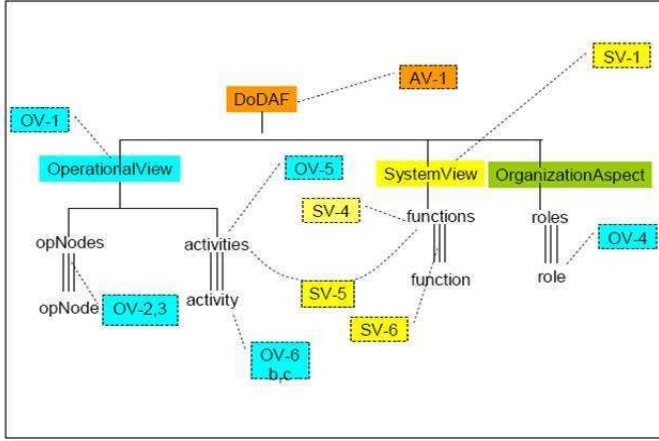 SV-1
AV-1
DoDAF
OV-1
OperationalView
OV-5
SystemView
OrganizationAspect
SV-4
functions
roles
opNodes
activities
OV-4
opNode
OV-2,3
activity
SV-5
function
role
SV-6
OV-6
b,c